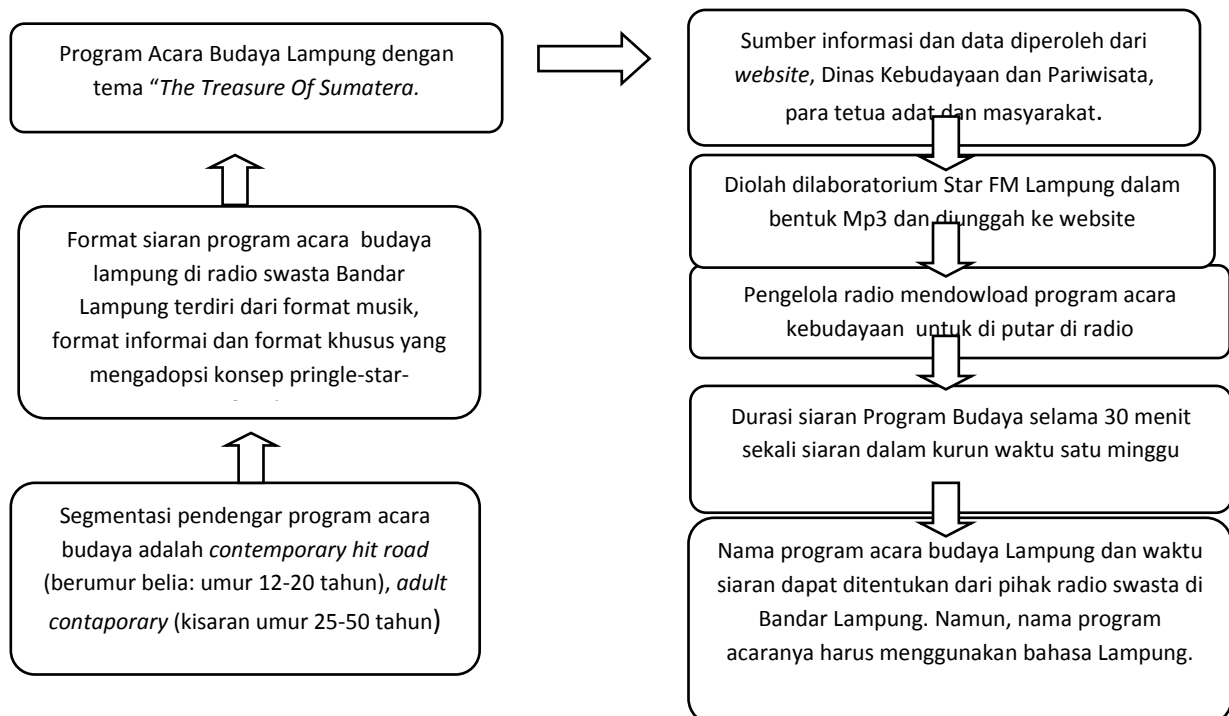 Program Acara Budaya Lampung dengan
tema “The Treasure Of Sumatera.
Format siaran program acara budaya
lampung di radio swasta Bandar
Lampung terdiri dari format musik,
format informai dan format khusus yang
mengadopsi konsep pringle-star-
Segmentasi pendengar program acara
budaya adalah contemporary hit road
(berumur belia: umur 12-20 tahun), adult
contaporary (kisaran umur 25-50 tahun)
Sumber informasi dan data diperoleh dari
website, Dinas Kebudayaan dan Pariwisata,
para tetua adat dan masyarakat.
Diolah dilaboratorium Star FM Lampung dalam
bentuk Mp3 dan diunggah ke website
Pengelola radio mendowload program acara
kebudayaan untuk di putar di radio
Durasi siaran Program Budaya selama 30 menit
sekali siaran dalam kurun waktu satu minggu
Nama program acara budaya Lampung dan waktu
siaran dapat ditentukan dari pihak radio swasta di
Bandar Lampung. Namun, nama program
acaranya harus menggunakan bahasa Lampung.